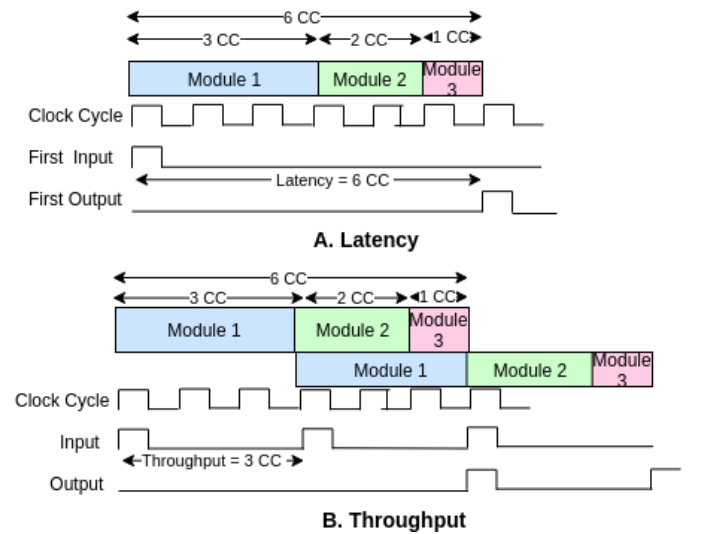 6 CC
3 CC 2 CC 1 CC
Module 1 Module 2 Module
3
Clock Cycle
First Input
Latency = 6 CC
First Output
A. Latency
6 CC
3 CC 2 CC 1 CC
Module 1 Module 2 Module
3
Module 1 Module 2 Module
3
Clock Cycle
Input
Throughput = 3 CC
Output
B. Throughput